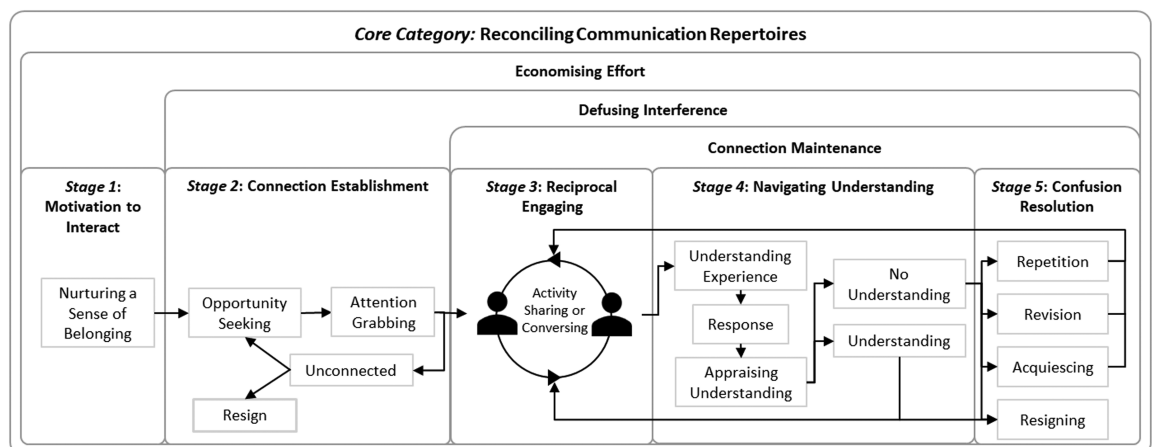 Core Category: Reconciling Communication Repertoires
Economising Effort
Defusing Interference
Connection Maintenance
Stage 1:
Motivation to
Interact
Stage 2: Connection Establishment
Stage 3: Reciprocal
Engaging
Stage 4: Navigating Understanding
Stage 5: Confusion
Resolution
Nurturing a
Sense of
Belonging
Opportunity
Seeking
Attention
Grabbing
Unconnected
Resign
Activity
Sharing or
Conversing
Understanding
Experience
Response
Appraising
Understanding
No
Understanding
Understanding
Repetition
Revision
Acquiescing
Resigning